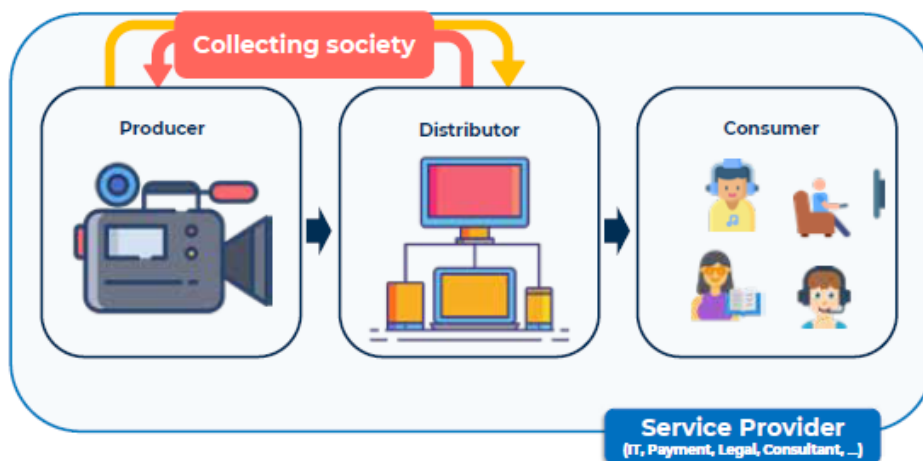 Collecting society
Producer
Distributor
Consumer
Service Provider
(IT, Payment, Legal, Consultant, ...)